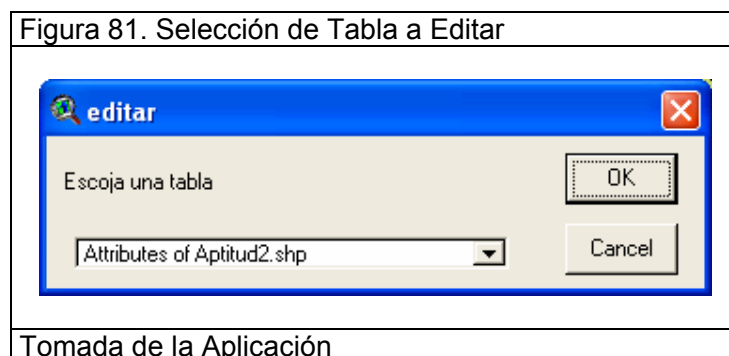 Figura 81. Selección de Tabla a Editar
editar
Escoja una tabla
OK
Attributes of Aptitud2.shp
Cancel
Tomada de la Aplicación